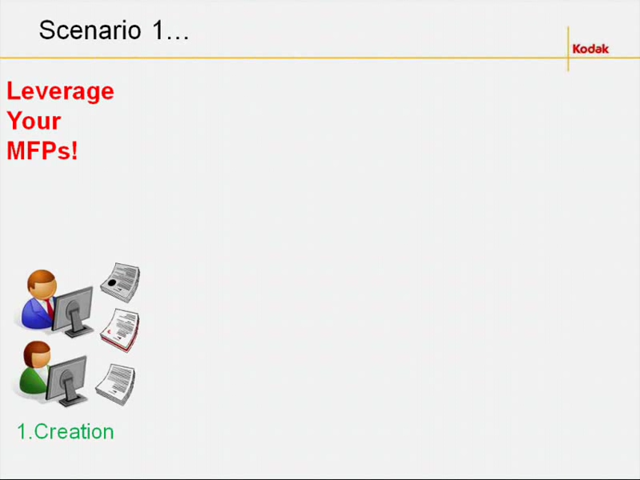 Scenario 1...
Kodak
Leverage
Your
MFPs!
1.Creation